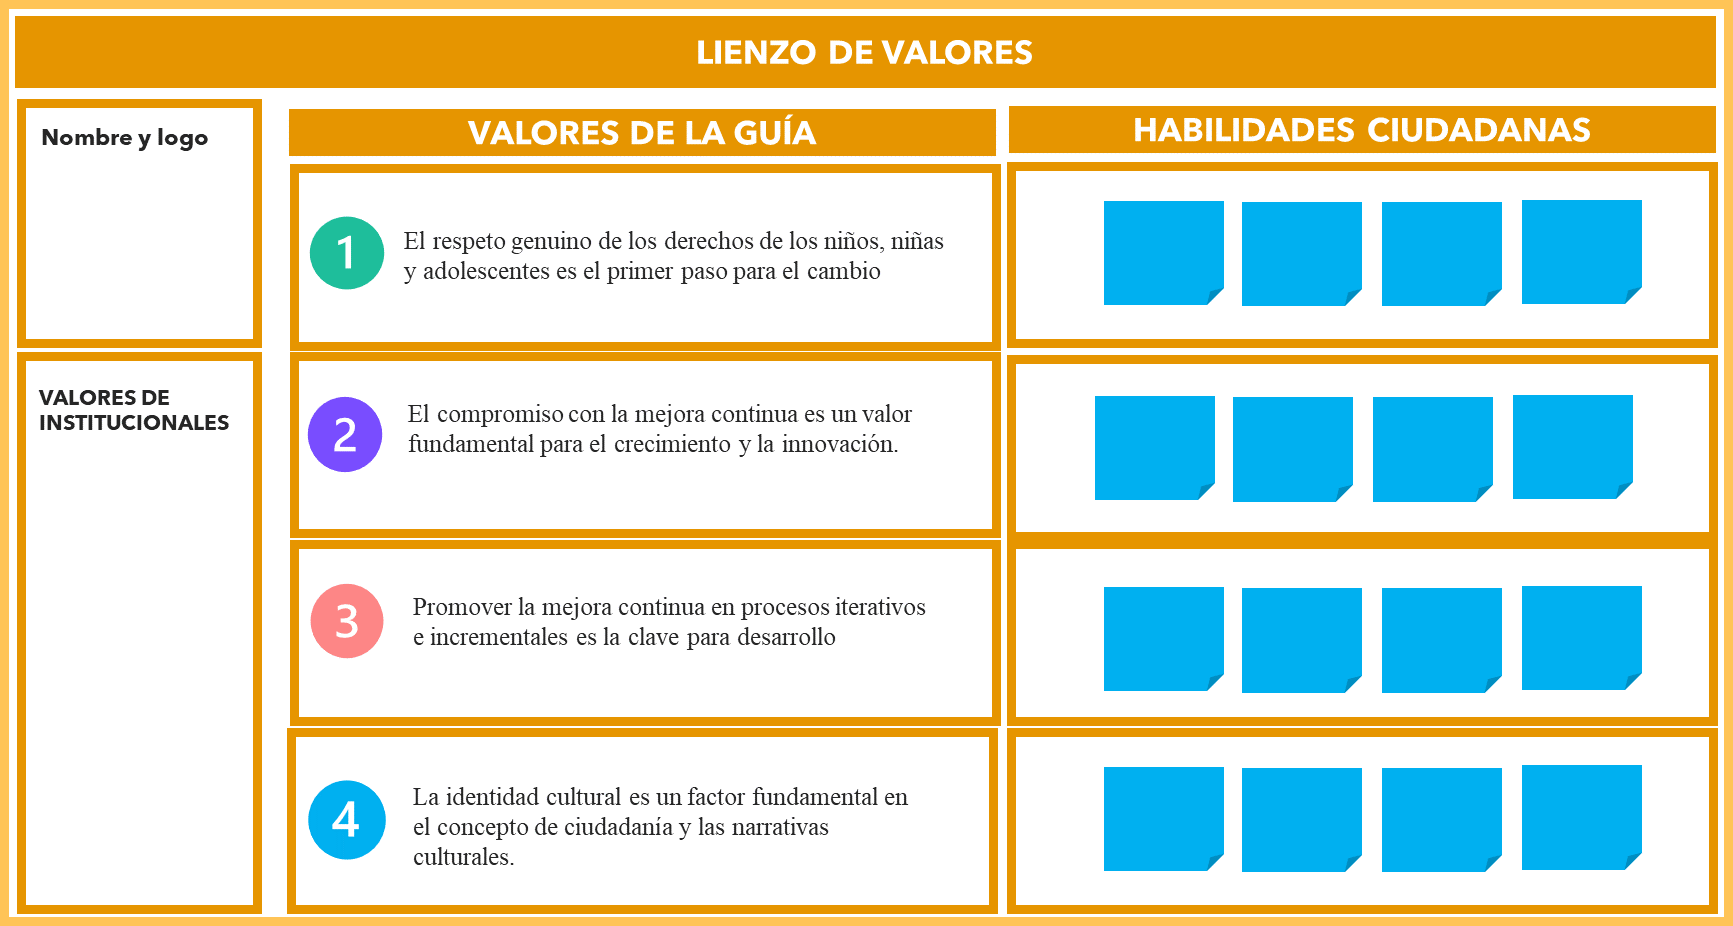 LIENZO DE VALORES
Nombre y logo
VALORES DE
INSTITUCIONALES
VALORES DE LA GUÍA
HABILIDADES CIUDADANAS
1
El respeto genuino de los derechos de los niños, niñas
y adolescentes es el primer paso para el cambio
2
El compromiso con la mejora continua es un valor
fundamental para el crecimiento y la innovación.
3
Promover la mejora continua en procesos iterativos
e incrementales es la clave para desarrollo
4
La identidad cultural es un factor fundamental en
el concepto de ciudadanía y las narrativas
culturales.